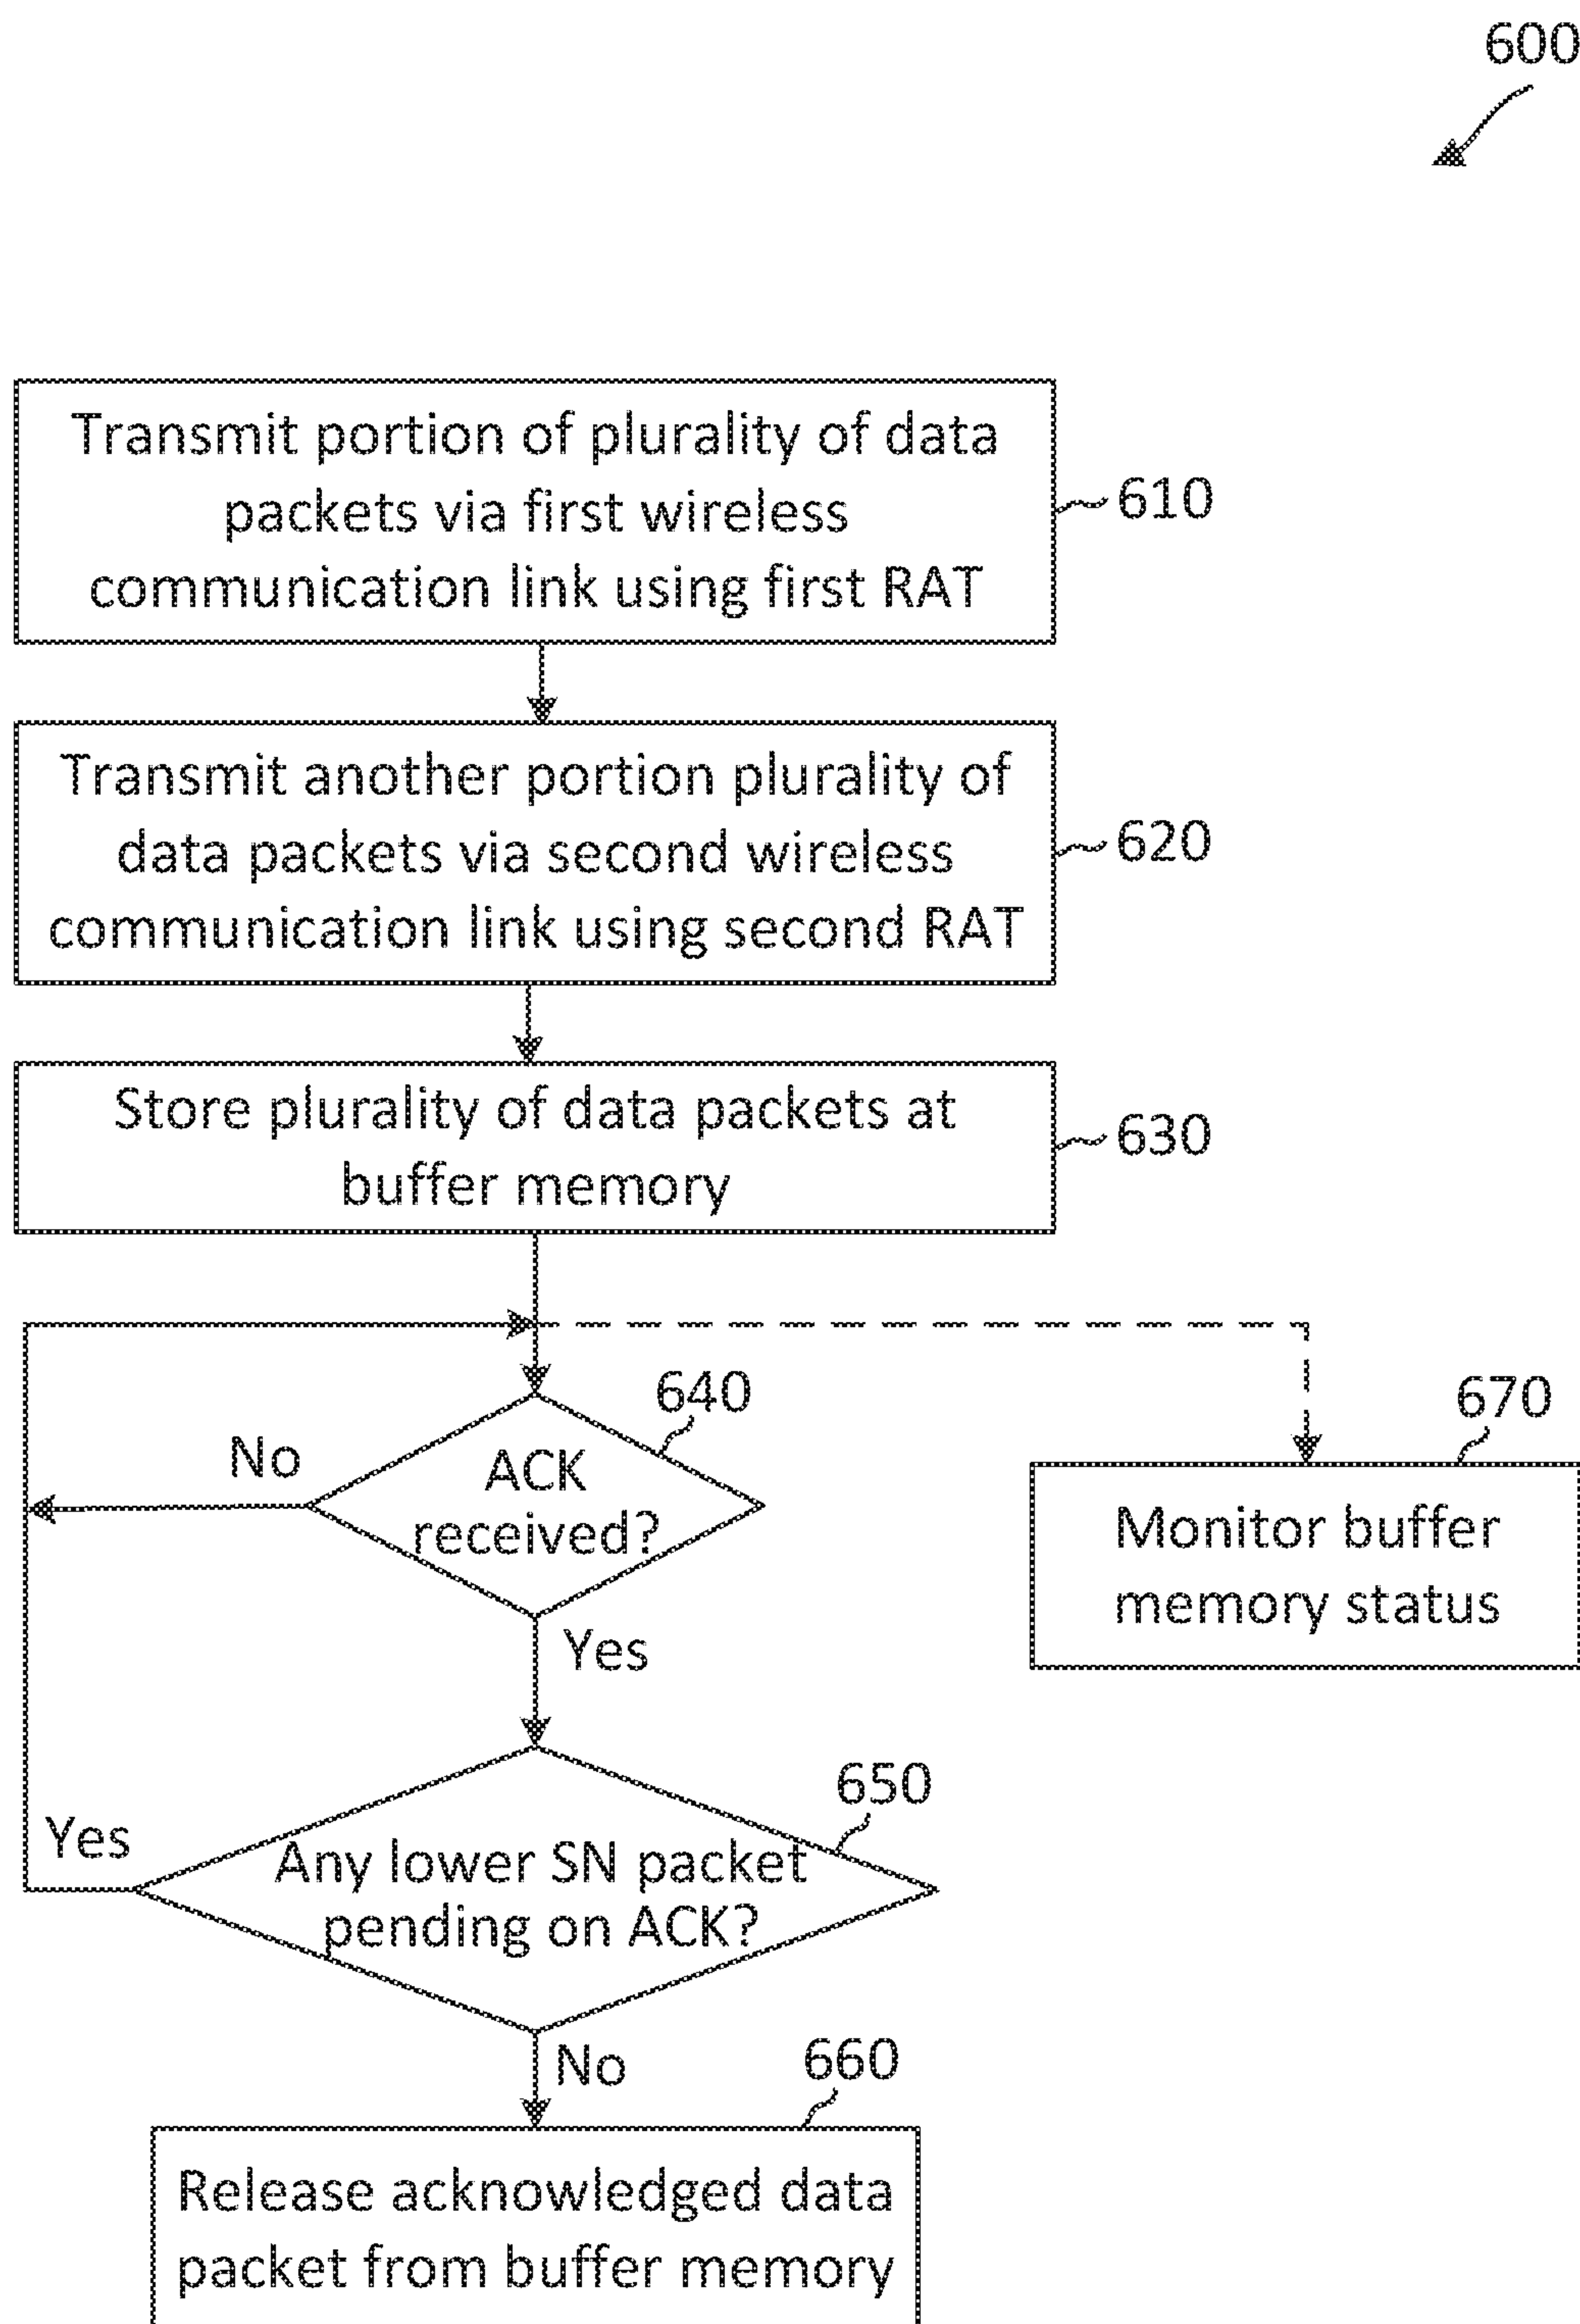 600
Transmit portion of plurality of data
packets via first wireless
communication link using first RAT
610
Transmit another portion plurality of
data packets via second wireless
communication link using second RAT
620
Store plurality of data packets at
buffer memory
630
640
No
ACK
received?
Yes
670
Monitor buffer
memory status
650
Yes
Any lower SN packet
pending on ACK?
No
660
Release acknowledged data
packet from buffer memory